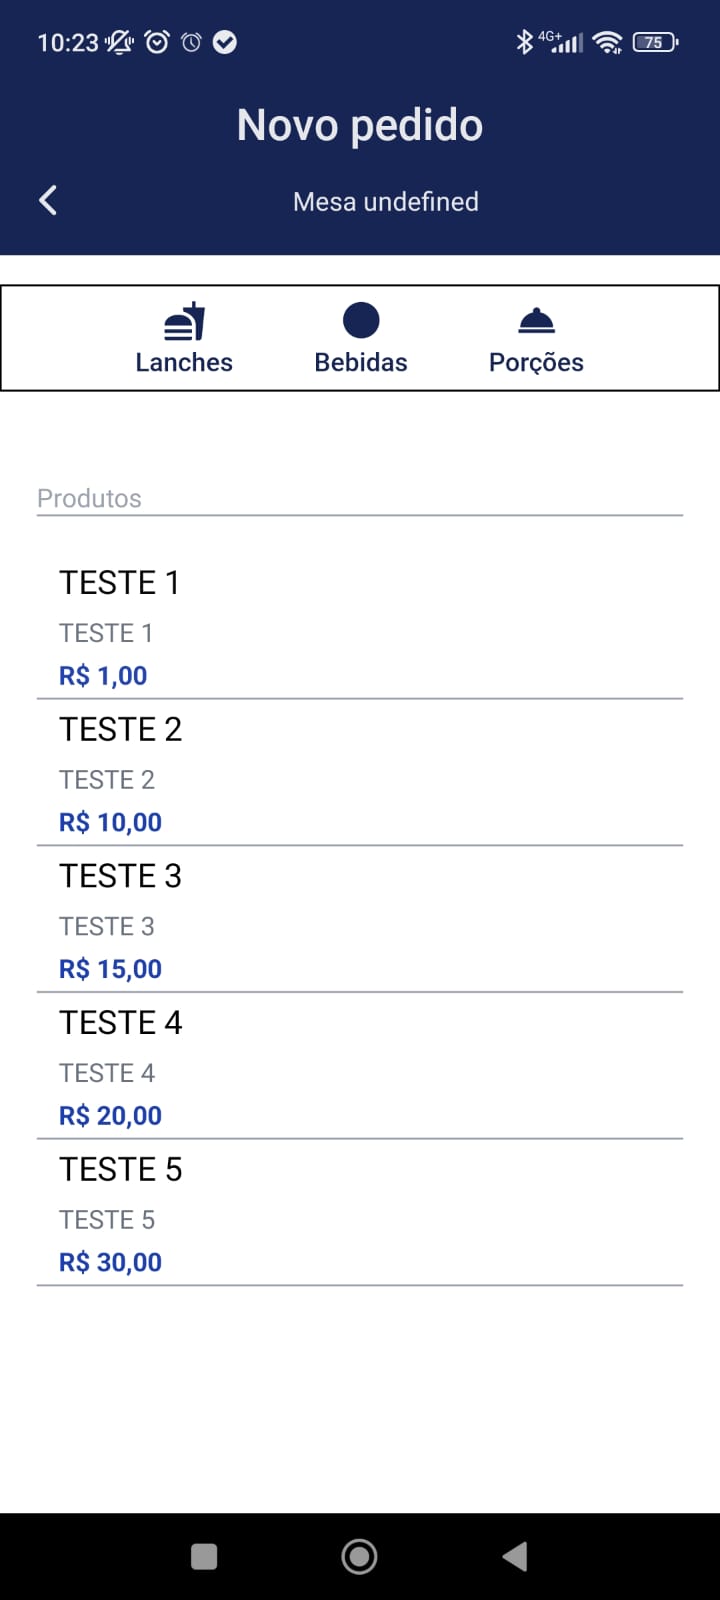 10:23 4G+ 75
Novo pedido
Mesa undefined
Lanches Bebidas Porções
Produtos
TESTE 1
TESTE 1
R$ 1,00
TESTE 2
TESTE 2
R$ 10,00
TESTE 3
TESTE 3
R$ 15,00
TESTE 4
TESTE 4
R$ 20,00
TESTE 5
TESTE 5
R$ 30,00